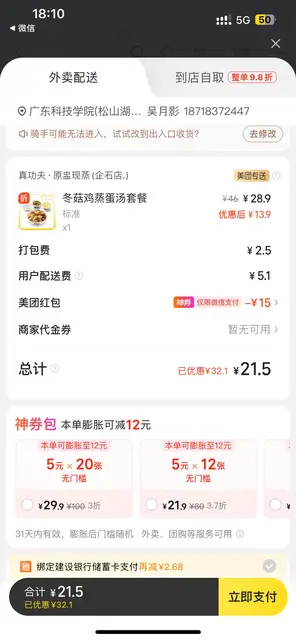 18:10
5G 50
◀ 微信
外卖配送
到店自取 整单9.8折
广东科技学院(松山湖... 吴月影 18718372447
骑手可能无法进入，试试改到出入口收货？ 去修改
真功夫·原盅现蒸 (企石店.) 美团专送
折 冬菇鸡蒸蛋汤套餐 ¥46 ¥28.9
标准 优惠后 ¥13.9
x1
打包费 ¥2.5
用户配送费 ¥5.1
美团红包 神券 仅限微信支付 -¥15
商家代金券 暂无可用
总计 已优惠¥32.1 ¥21.5
神券包 本单膨胀可减12元
本单可膨胀至12元 本单可膨胀至12元
5元×20张 5元×12张
无门槛 无门槛
¥29.9 ¥100 3折 ¥21.9 ¥60 3.7折
31天内有效，膨胀后门槛随机 外卖、团购等服务可用
省 绑定建设银行储蓄卡支付再减¥2.68
合计 ¥21.5
已优惠¥32.1
立即支付